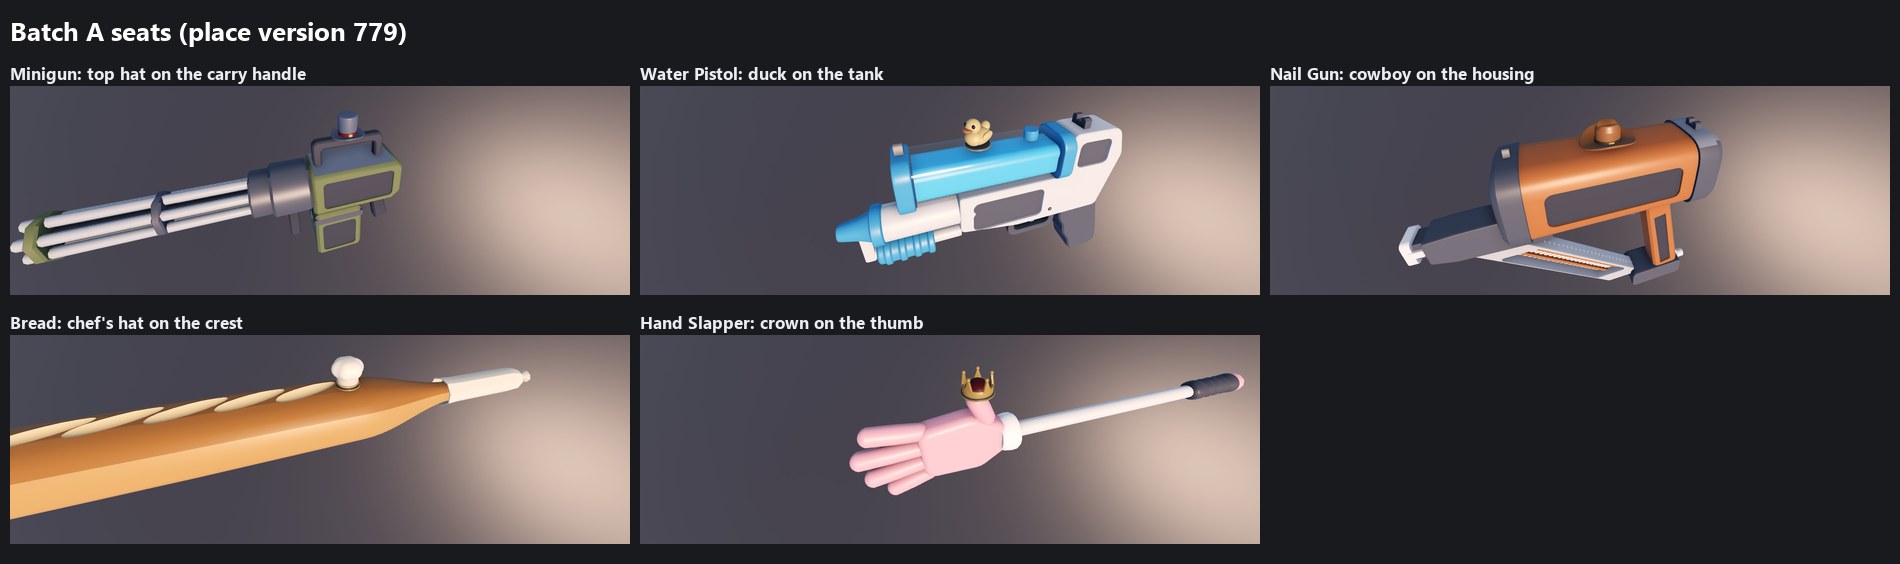 Batch A seats (place version 779)
Minigun: top hat on the carry handle
Water Pistol: duck on the tank
Nail Gun: cowboy on the housing
Bread: chef's hat on the crest
Hand Slapper: crown on the thumb